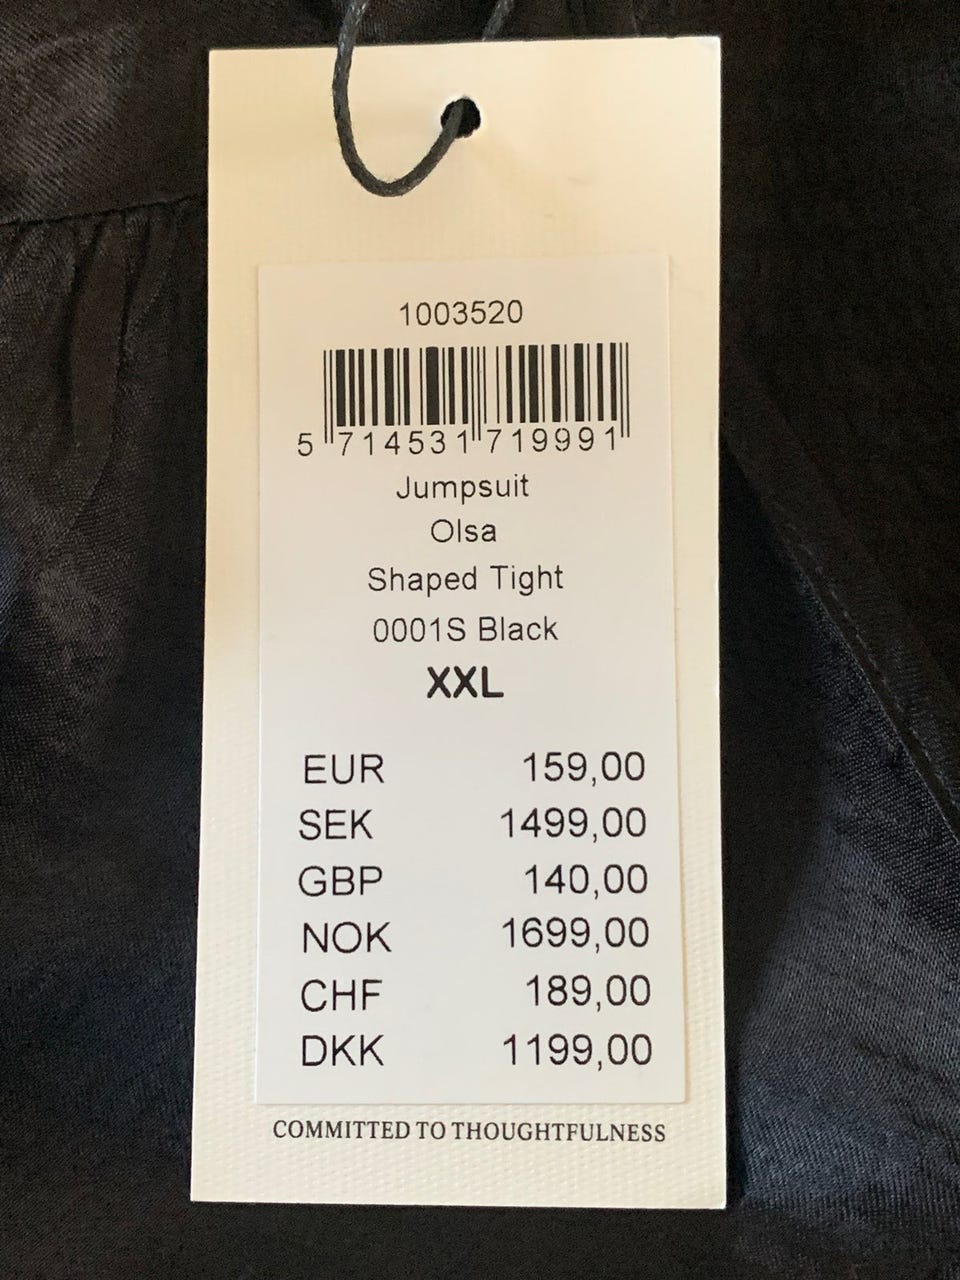 1003520
5 714531 719991
Jumpsuit
Olsa
Shaped Tight
0001S Black
XXL
EUR 159,00
SEK 1499,00
GBP 140,00
NOK 1699,00
CHF 189,00
DKK 1199,00
COMMITTED TO THOUGHTFULNESS